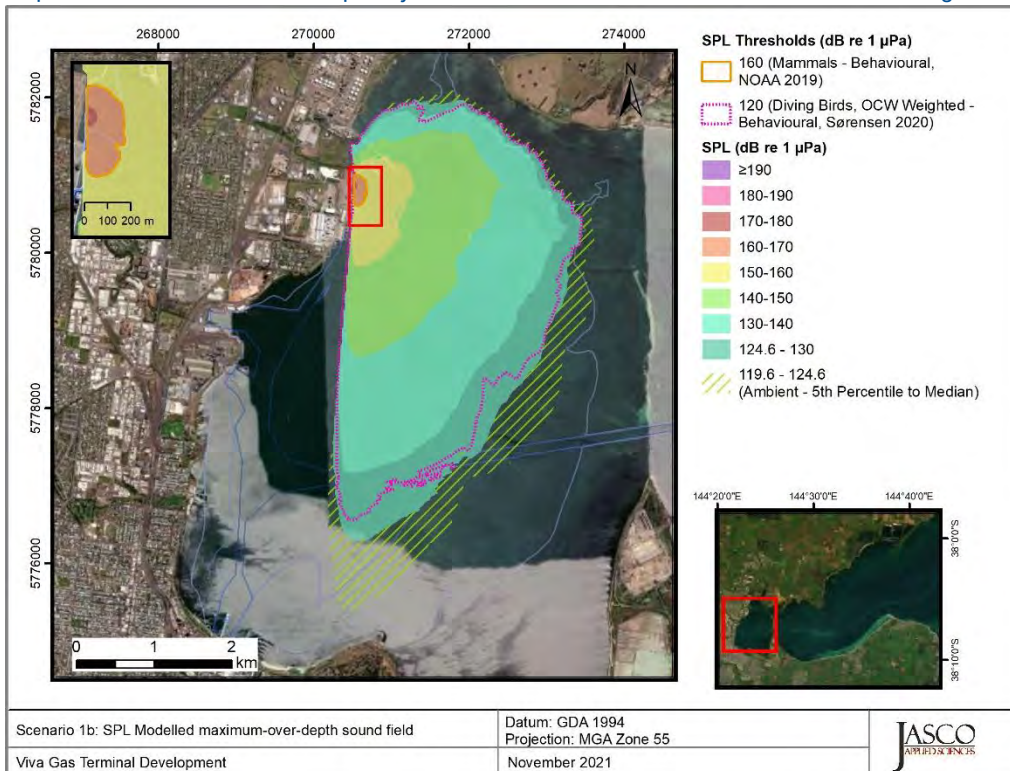 268000 270000 272000 274000
5782000
5780000
5778000
5776000
N
0 100 200 m
0 1 2
km
SPL Thresholds (dB re 1 µPa)
160 (Mammals - Behavioural,
NOAA 2019)
120 (Diving Birds, OCW Weighted -
Behavioural, Sørensen 2020)
SPL (dB re 1 µPa)
≥190
180-190
170-180
160-170
150-160
140-150
130-140
124.6 - 130
119.6 - 124.6
(Ambient - 5th Percentile to Median)
144°20'0"E 144°30'0"E 144°40'0"E
38°0'0"S
38°10'0"S
Scenario 1b: SPL Modelled maximum-over-depth sound field
Datum: GDA 1994
Projection: MGA Zone 55
Viva Gas Terminal Development
November 2021
JASCO
APPLIED SCIENCES